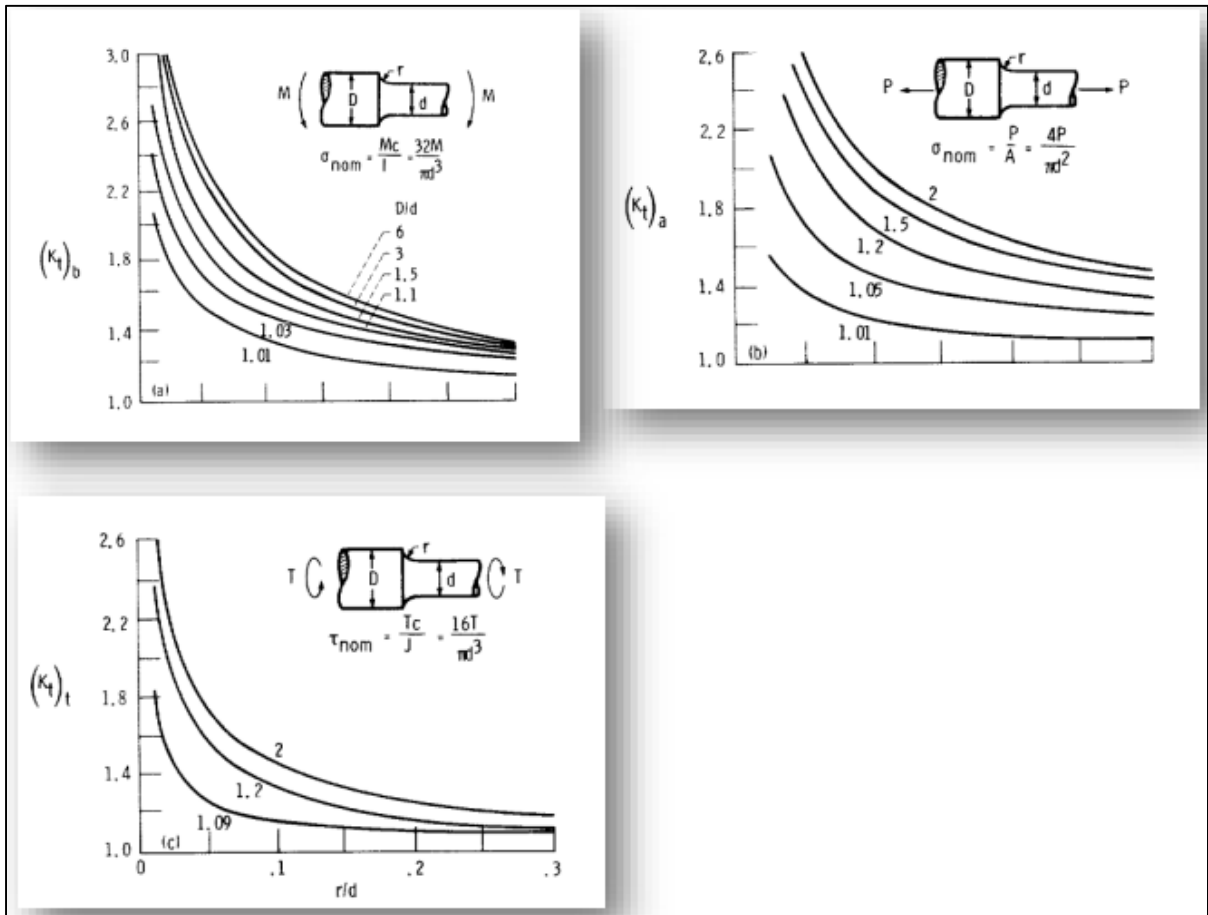 3.0
2.6
2.2
1.8
1.4
1.0
(Kt)b
M
D
r
d
M
σnom = Mc/I = 32M/πd³
D/d
6
3
1.5
1.1
1.03
1.01
(a)
2.6
2.2
1.8
1.4
1.0
(Kt)a
P
D
r
d
P
σnom = P/A = 4P/πd²
2
1.5
1.2
1.05
1.01
(b)
2.6
2.2
1.8
1.4
1.0
(Kt)t
T
D
r
d
T
τnom = Tc/J = 16T/πd³
2
1.2
1.09
(c)
0 .1 .2 .3
r/d